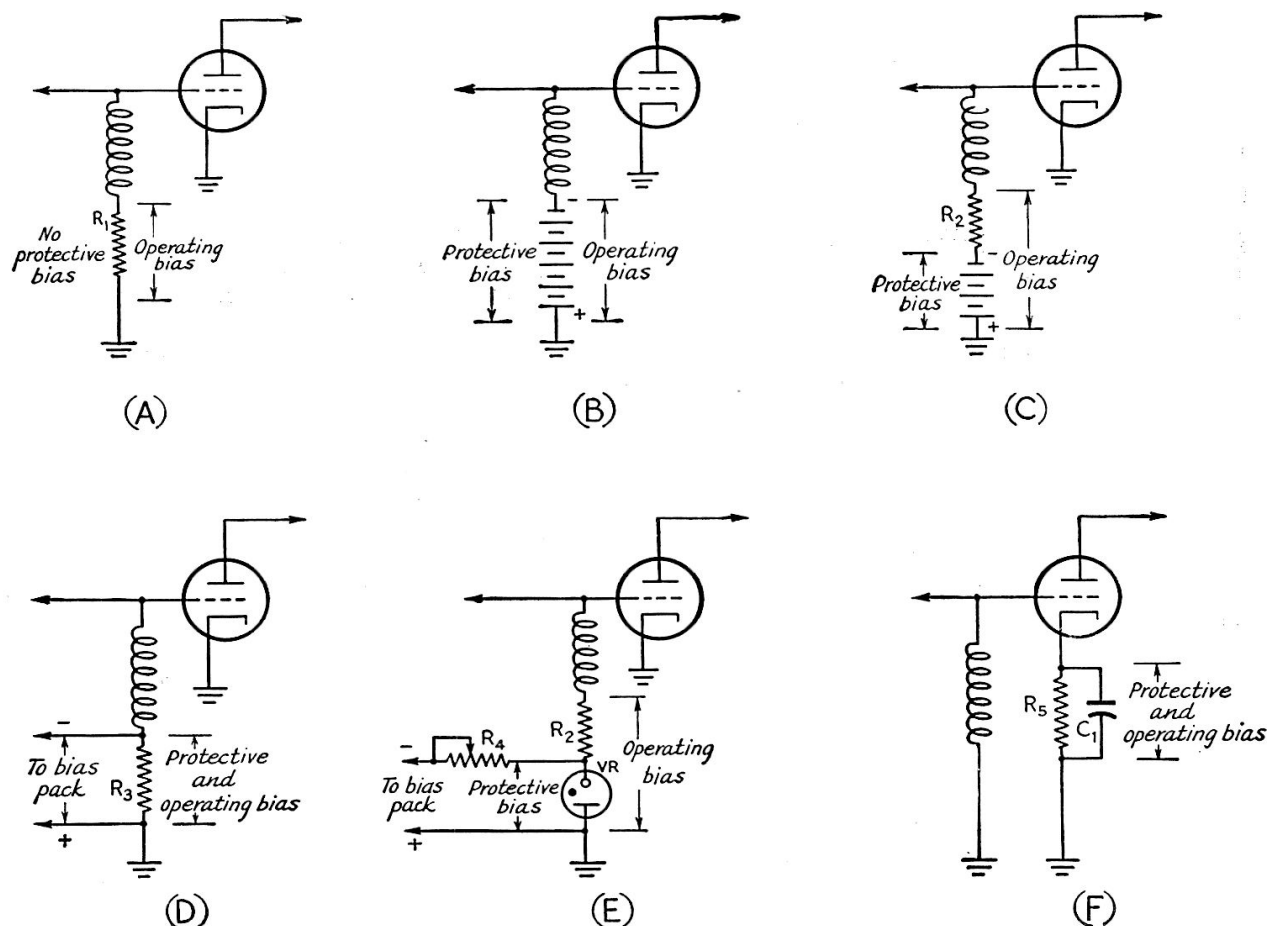 R1
No
protective
bias
Operating
bias
(A)
-
Protective
bias
Operating
bias
+
(B)
R2
-
Operating
bias
Protective
bias
+
(C)
-
To bias
pack
R3
Protective
and
operating bias
+
(D)
R4
R2
-
To bias
pack
Protective
bias
VR
Operating
bias
+
(E)
R5
C1
Protective
and
operating bias
(F)